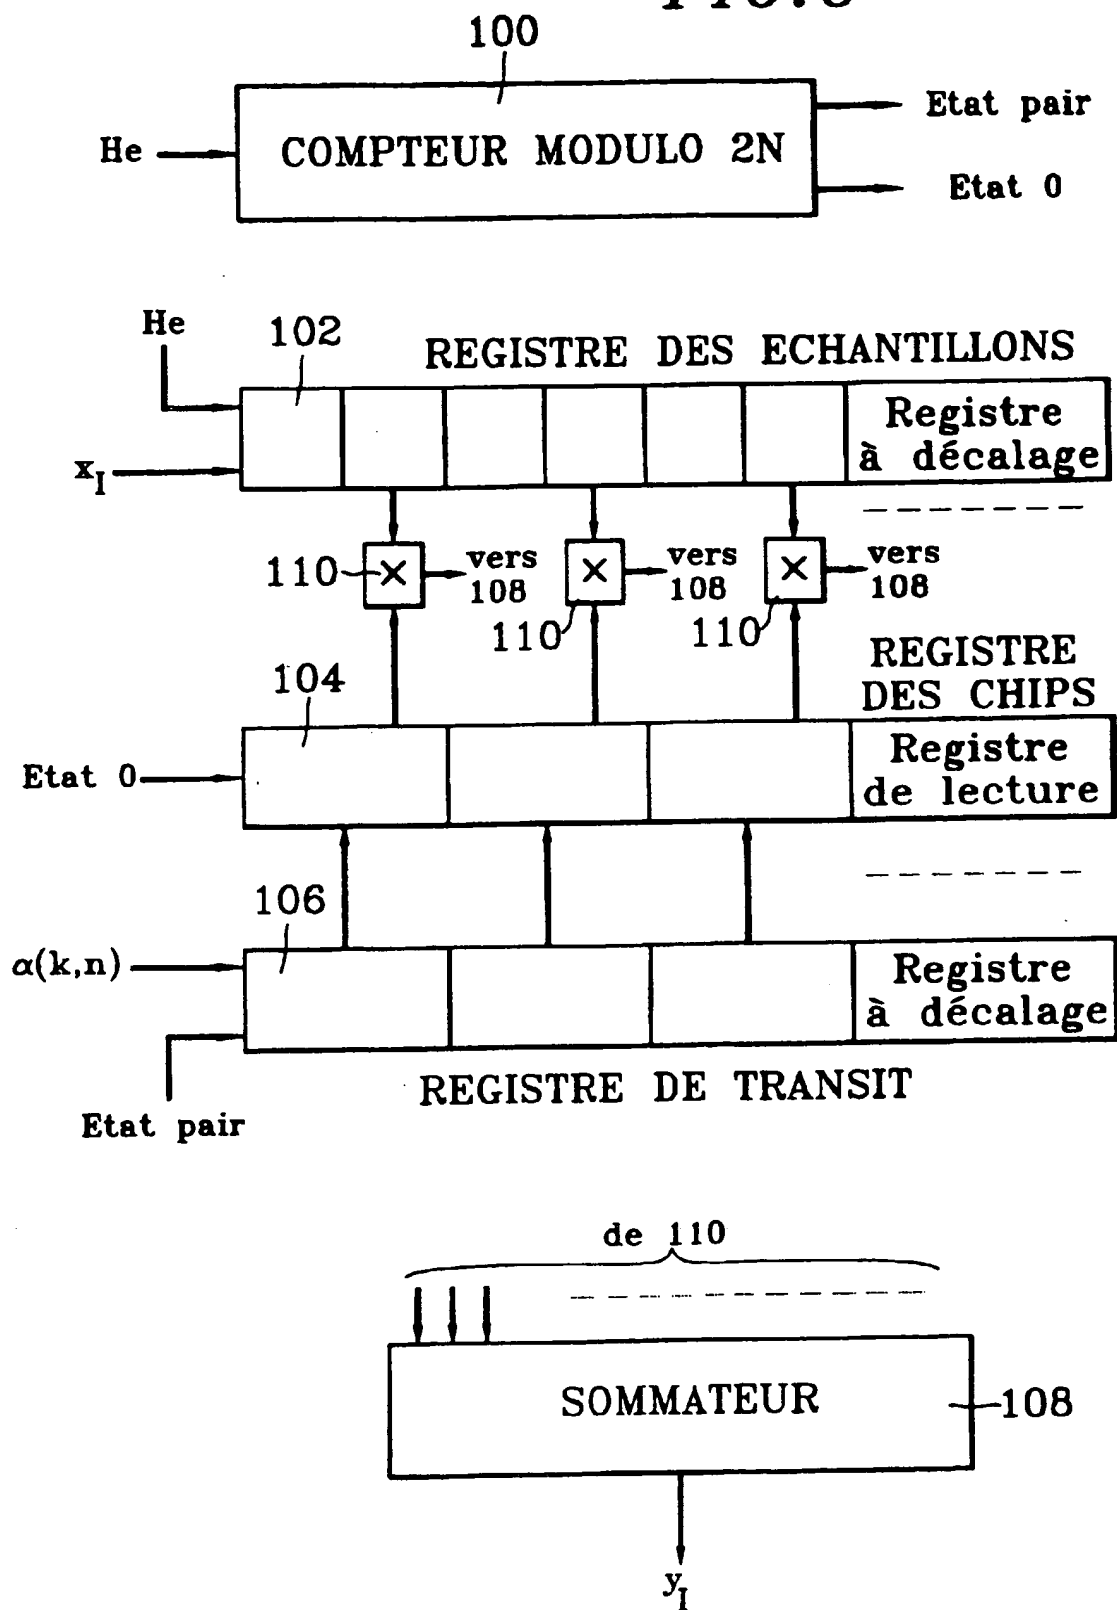 100
He
COMPTEUR MODULO 2N
Etat pair
Etat 0
He
102
REGISTRE DES ECHANTILLONS
x_I
Registre
à décalage
110
×
vers
108
×
vers
108
110
×
vers
108
110
104
REGISTRE
DES CHIPS
Etat 0
Registre
de lecture
106
α(k,n)
Registre
à décalage
Etat pair
REGISTRE DE TRANSIT
de 110
SOMMATEUR
108
y_I